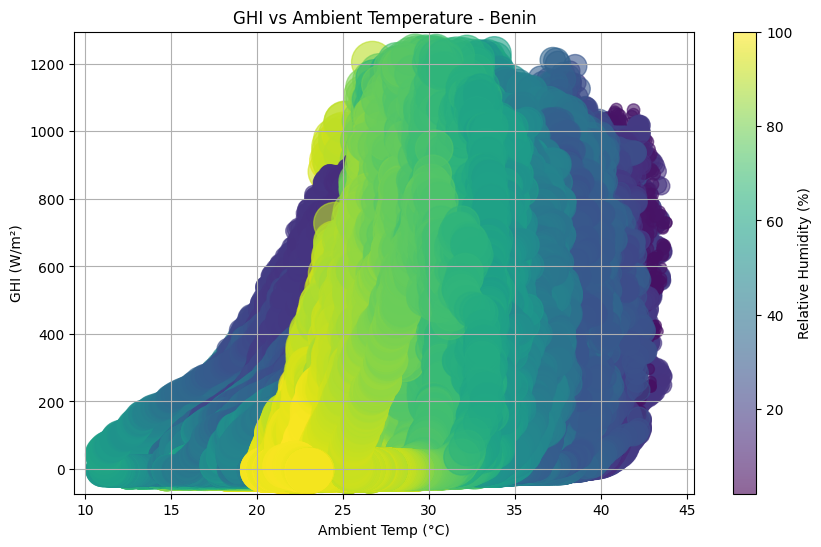 GHI vs Ambient Temperature - Benin
GHI (W/m²)
1200
1000
800
600
400
200
0
10 15 20 25 30 35 40 45
Ambient Temp (°C)
100
80
60
40
20
Relative Humidity (%)